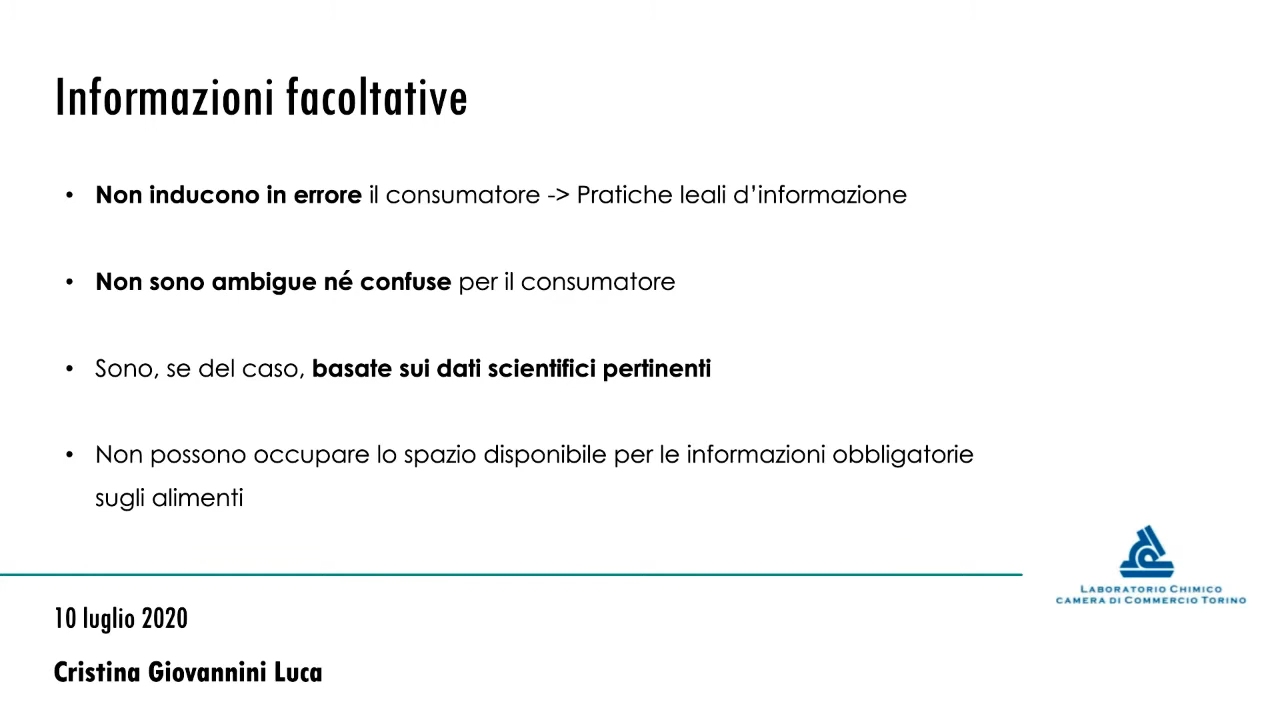 Informazioni facoltative
• Non inducono in errore il consumatore -> Pratiche leali d’informazione
• Non sono ambigue né confuse per il consumatore
• Sono, se del caso, basate sui dati scientifici pertinenti
• Non possono occupare lo spazio disponibile per le informazioni obbligatorie
sugli alimenti
LABORATORIO CHIMICO
CAMERA DI COMMERCIO TORINO
10 luglio 2020
Cristina Giovannini Luca